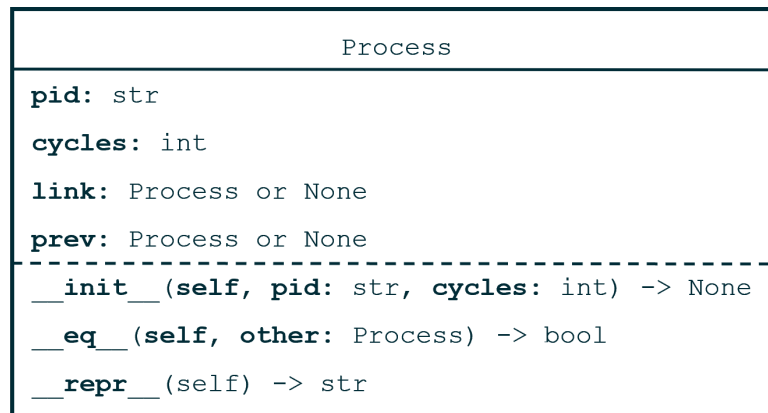 Process
pid: str
cycles: int
link: Process or None
prev: Process or None
__init__(self, pid: str, cycles: int) -> None
__eq__(self, other: Process) -> bool
__repr__(self) -> str